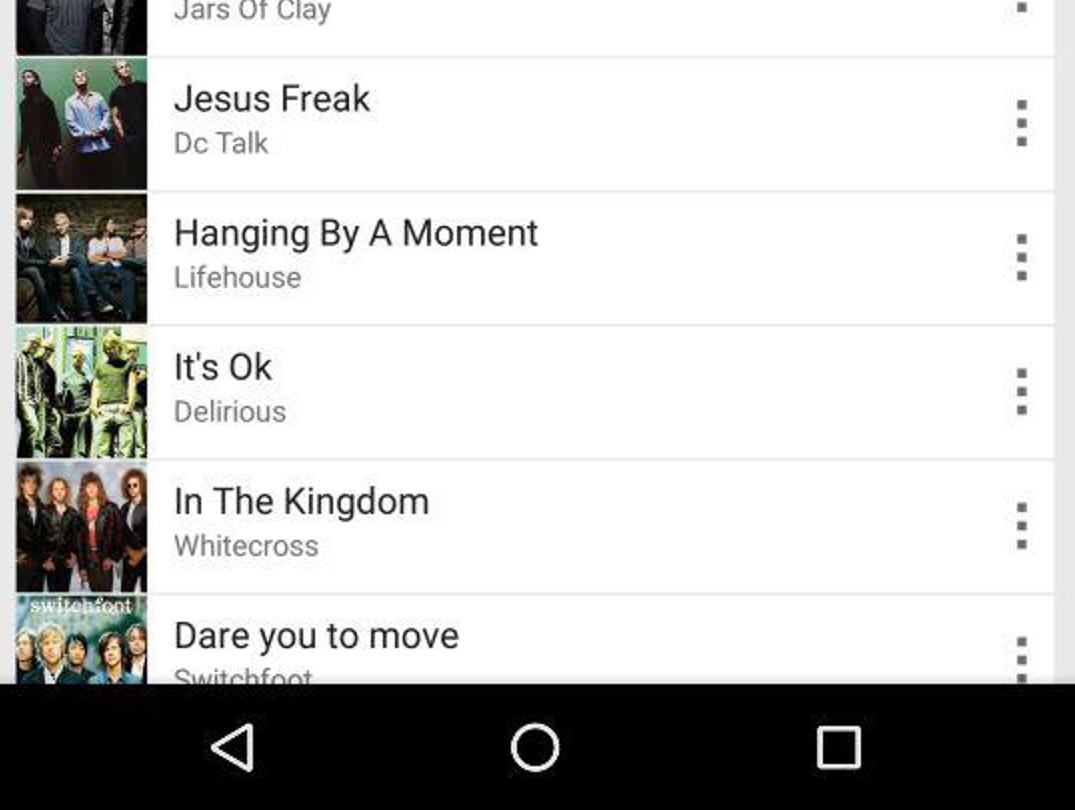 Jars Of Clay
Jesus Freak
Dc Talk
Hanging By A Moment
Lifehouse
It's Ok
Delirious
In The Kingdom
Whitecross
switchfoot
Dare you to move
Switchfoot